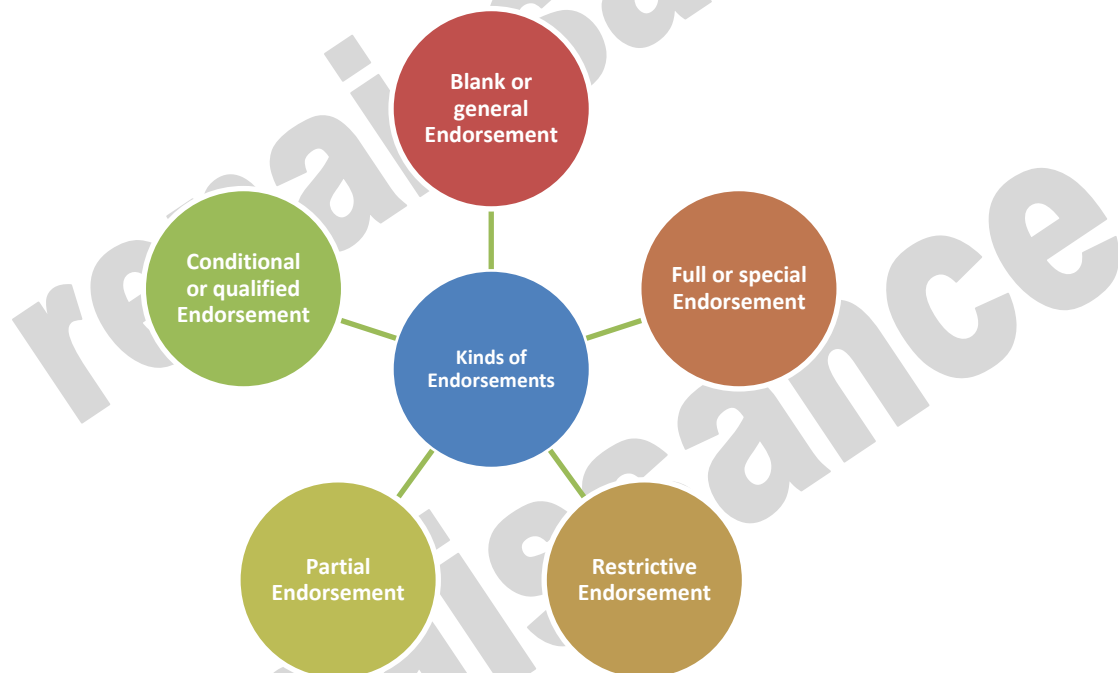 Blank or
general
Endorsement
Full or special
Endorsement
Restrictive
Endorsement
Partial
Endorsement
Conditional
or qualified
Endorsement
Kinds of
Endorsements